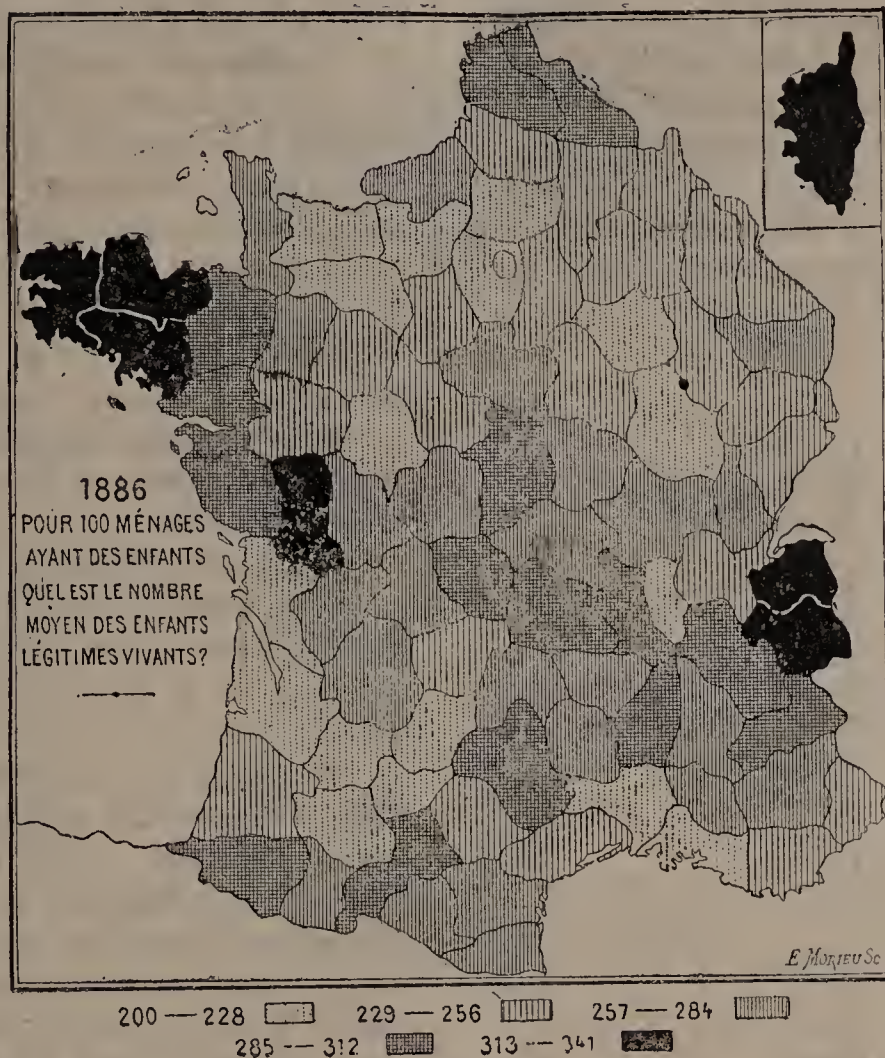 1886
POUR 100 MÉNAGES
AYANT DES ENFANTS
QUEL EST LE NOMBRE
MOYEN DES ENFANTS
LÉGITIMES VIVANTS?
E MORIEU Sc
200 — 228 229 — 256 257 — 284
285 -- 312 313 -- 341